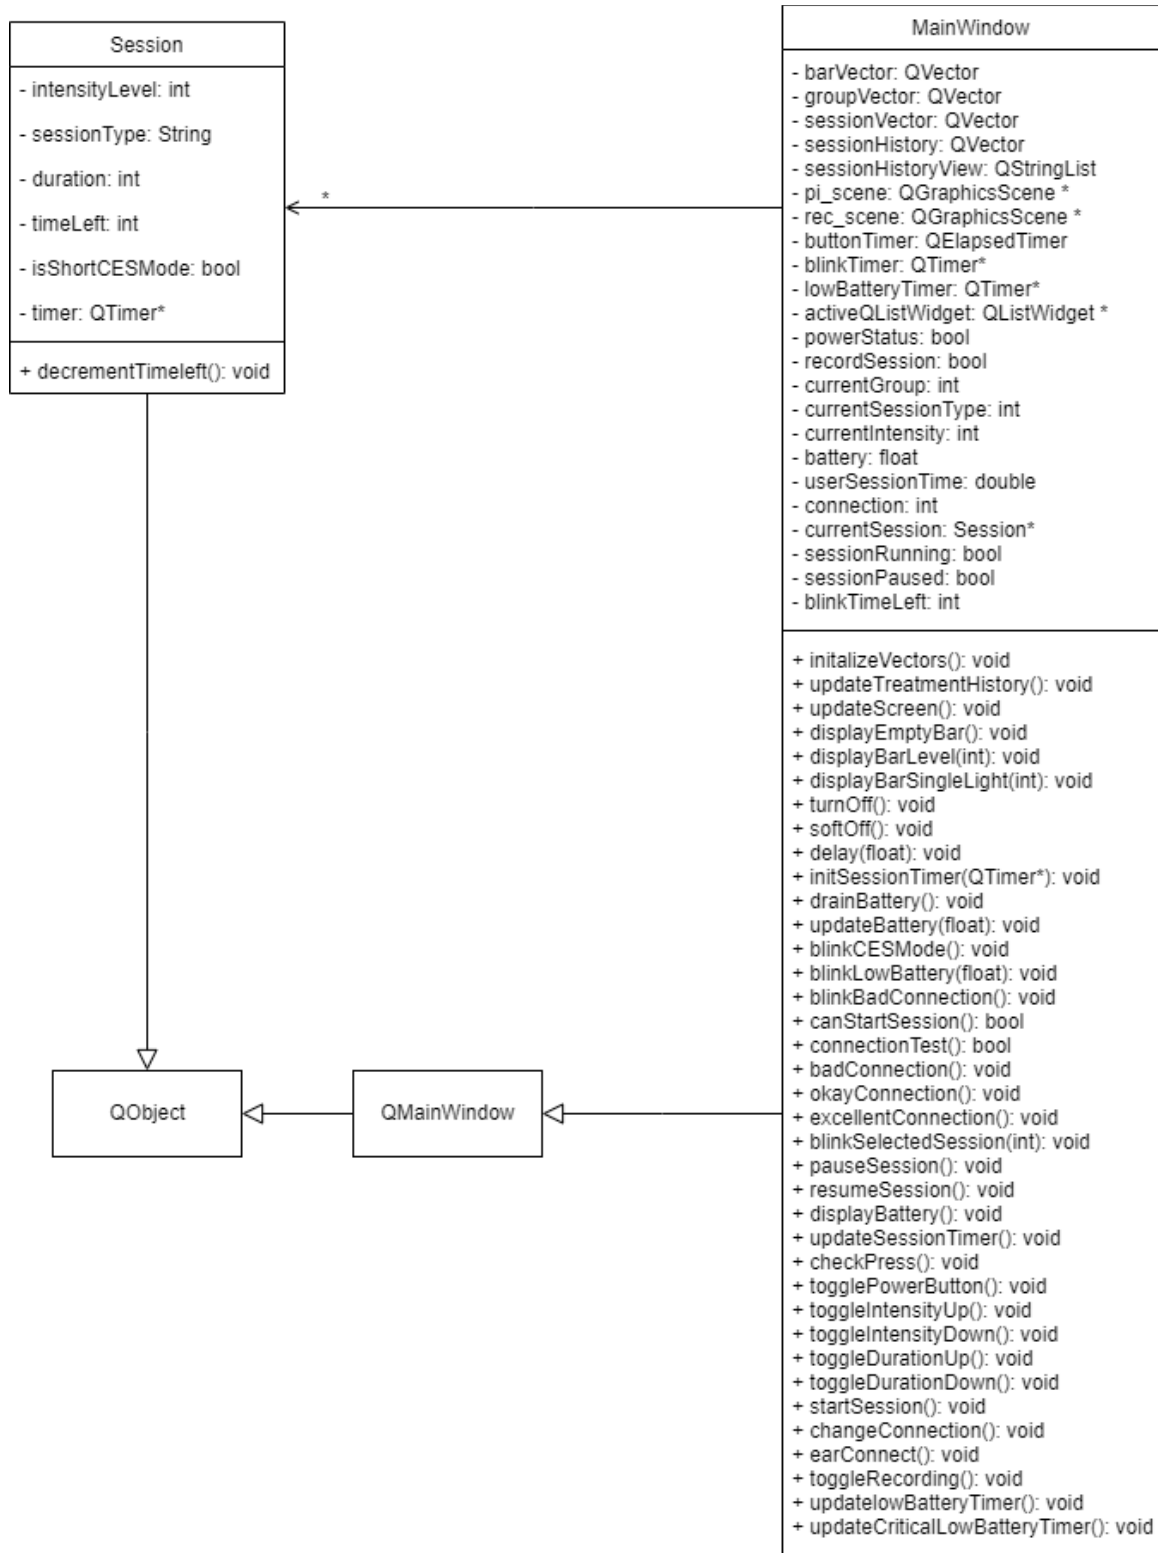 Session
- intensityLevel: int
- sessionType: String
- duration: int
- timeLeft: int
- isShortCESMode: bool
- timer: QTimer*
+ decrementTimeleft(): void
*
MainWindow
- barVector: QVector
- groupVector: QVector
- sessionVector: QVector
- sessionHistory: QVector
- sessionHistoryView: QStringList
- pi_scene: QGraphicsScene *
- rec_scene: QGraphicsScene *
- buttonTimer: QElapsedTimer
- blinkTimer: QTimer*
- lowBatteryTimer: QTimer*
- activeQListWidget: QListWidget *
- powerStatus: bool
- recordSession: bool
- currentGroup: int
- currentSessionType: int
- currentIntensity: int
- battery: float
- userSessionTime: double
- connection: int
- currentSession: Session*
- sessionRunning: bool
- sessionPaused: bool
- blinkTimeLeft: int
+ initalizeVectors(): void
+ updateTreatmentHistory(): void
+ updateScreen(): void
+ displayEmptyBar(): void
+ displayBarLevel(int): void
+ displayBarSingleLight(int): void
+ turnOff(): void
+ softOff(): void
+ delay(float): void
+ initSessionTimer(QTimer*): void
+ drainBattery(): void
+ updateBattery(float): void
+ blinkCESMode(): void
+ blinkLowBattery(float): void
+ blinkBadConnection(): void
+ canStartSession(): bool
+ connectionTest(): bool
+ badConnection(): void
+ okayConnection(): void
+ excellentConnection(): void
+ blinkSelectedSession(int): void
+ pauseSession(): void
+ resumeSession(): void
+ displayBattery(): void
+ updateSessionTimer(): void
+ checkPress(): void
+ togglePowerButton(): void
+ toggleIntensityUp(): void
+ toggleIntensityDown(): void
+ toggleDurationUp(): void
+ toggleDurationDown(): void
+ startSession(): void
+ changeConnection(): void
+ earConnect(): void
+ toggleRecording(): void
+ updatelowBatteryTimer(): void
+ updateCriticalLowBatteryTimer(): void
QObject
QMainWindow